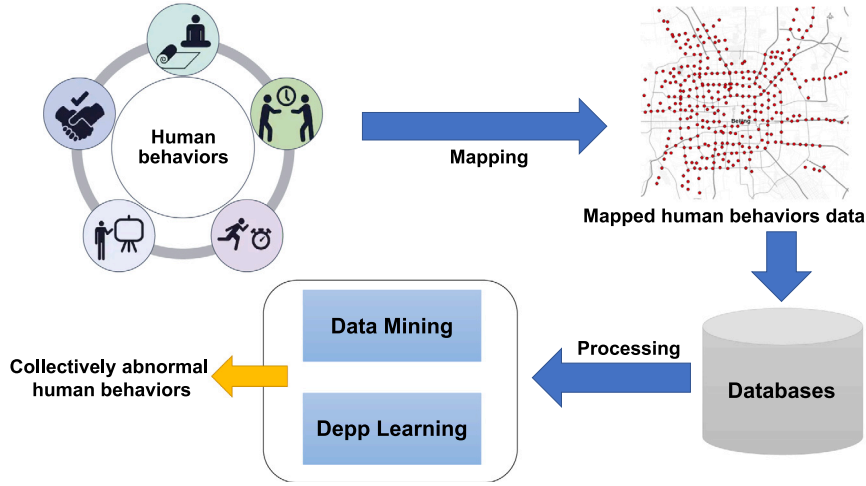 Human
behaviors
Mapping
Beijing
Mapped human behaviors data
Data Mining
Processing
Collectively abnormal
human behaviors
Databases
Depp Learning